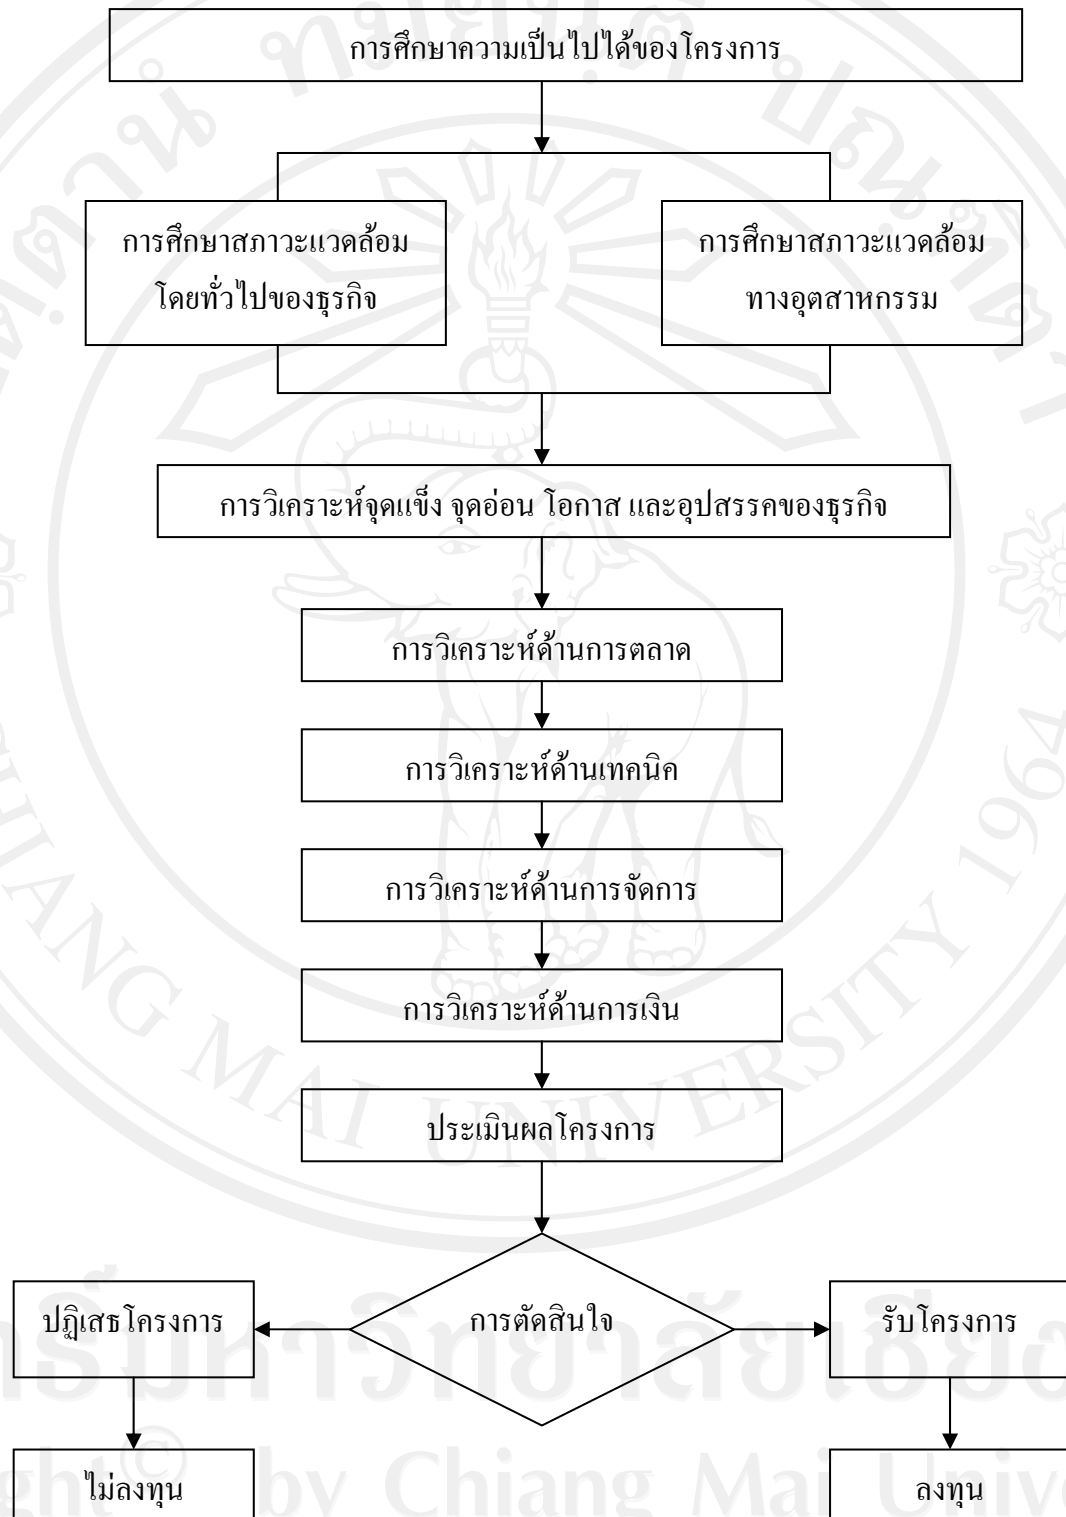 การศึกษาความเป็นไปได้ของโครงการ
การศึกษาสภาวะแวดล้อม
โดยทั่วไปของธุรกิจ
การศึกษาสภาวะแวดล้อม
ทางอุตสาหกรรม
การวิเคราะห์จุดแข็ง จุดอ่อน โอกาส และอุปสรรคของธุรกิจ
การวิเคราะห์ด้านการตลาด
การวิเคราะห์ด้านเทคนิค
การวิเคราะห์ด้านการจัดการ
การวิเคราะห์ด้านการเงิน
ประเมินผลโครงการ
การตัดสินใจ
ปฏิเสธโครงการ
รับโครงการ
ไม่ลงทุน
ลงทุน
CHIANG MAI UNIVERSITY 1964
© by Chiang Mai